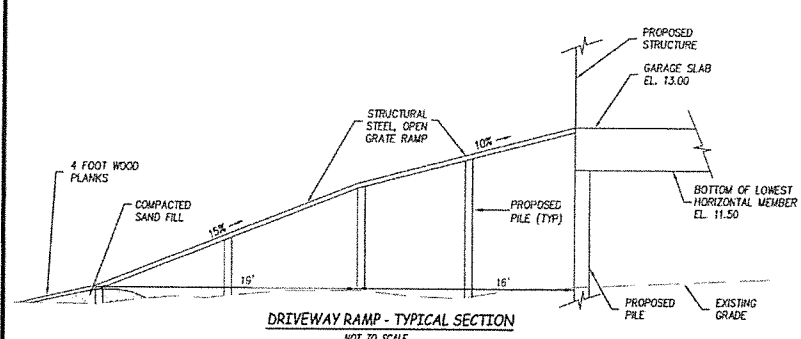 PROPOSED
STRUCTURE
GARAGE SLAB
EL. 13.00
STRUCTURAL
STEEL, OPEN
GRATE RAMP
10%
4 FOOT WOOD
PLANKS
COMPACTED
SAND FILL
15%
PROPOSED
PILE (TYP)
BOTTOM OF LOWEST
HORIZONTAL MEMBER
EL. 11.50
19'
16'
PROPOSED
PILE
EXISTING
GRADE
DRIVEWAY RAMP - TYPICAL SECTION
NOT TO SCALE